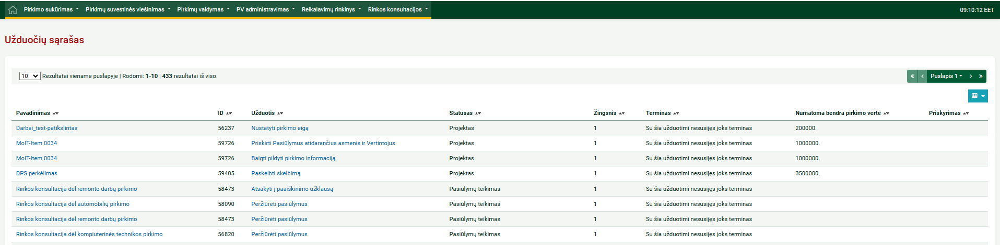 Pirkimo sukūrimas Pirkimų suvestinės viešinimas Pirkimų valdymas PV administravimas Reikalavimų rinkinys Rinkos konsultacijos 09:10:12 EET
Užduočių sąrašas
10 Rezultatai viename puslapyje | Rodomi: 1-10 | 433 rezultatai iš viso. « ‹ Puslapis 1 › »
Pavadinimas ID Užduotis Statusas Žingsnis Terminas Numatoma bendra pirkimo vertė Priskyrimas
Darbai_test-patikslintas 56237 Nustatyti pirkimo eigą Projektas 1 Su šia užduotimi nesusijęs joks terminas 200000.
MoIT-Item 0034 59726 Priskirti Pasiūlymus atidarančius asmenis ir Vertintojus Projektas 1 Su šia užduotimi nesusijęs joks terminas 1000000.
MoIT-Item 0034 59726 Baigti pildyti pirkimo informaciją Projektas 1 Su šia užduotimi nesusijęs joks terminas 1000000.
DPS perkėlimas 59405 Paskelbti skelbimą Projektas 1 Su šia užduotimi nesusijęs joks terminas 3500000.
Rinkos konsultacija dėl remonto darbų pirkimo 58473 Atsakyti į paaiškinimo užklausą Pasiūlymų teikimas 1 Su šia užduotimi nesusijęs joks terminas
Rinkos konsultacija dėl automobilių pirkimo 58090 Peržiūrėti pasiūlymus Pasiūlymų teikimas 1 Su šia užduotimi nesusijęs joks terminas
Rinkos konsultacija dėl remonto darbų pirkimo 58473 Peržiūrėti pasiūlymus Pasiūlymų teikimas 1 Su šia užduotimi nesusijęs joks terminas
Rinkos konsultacija dėl kompiuterinės technikos pirkimo 56820 Peržiūrėti pasiūlymus Pasiūlymų teikimas 1 Su šia užduotimi nesusijęs joks terminas